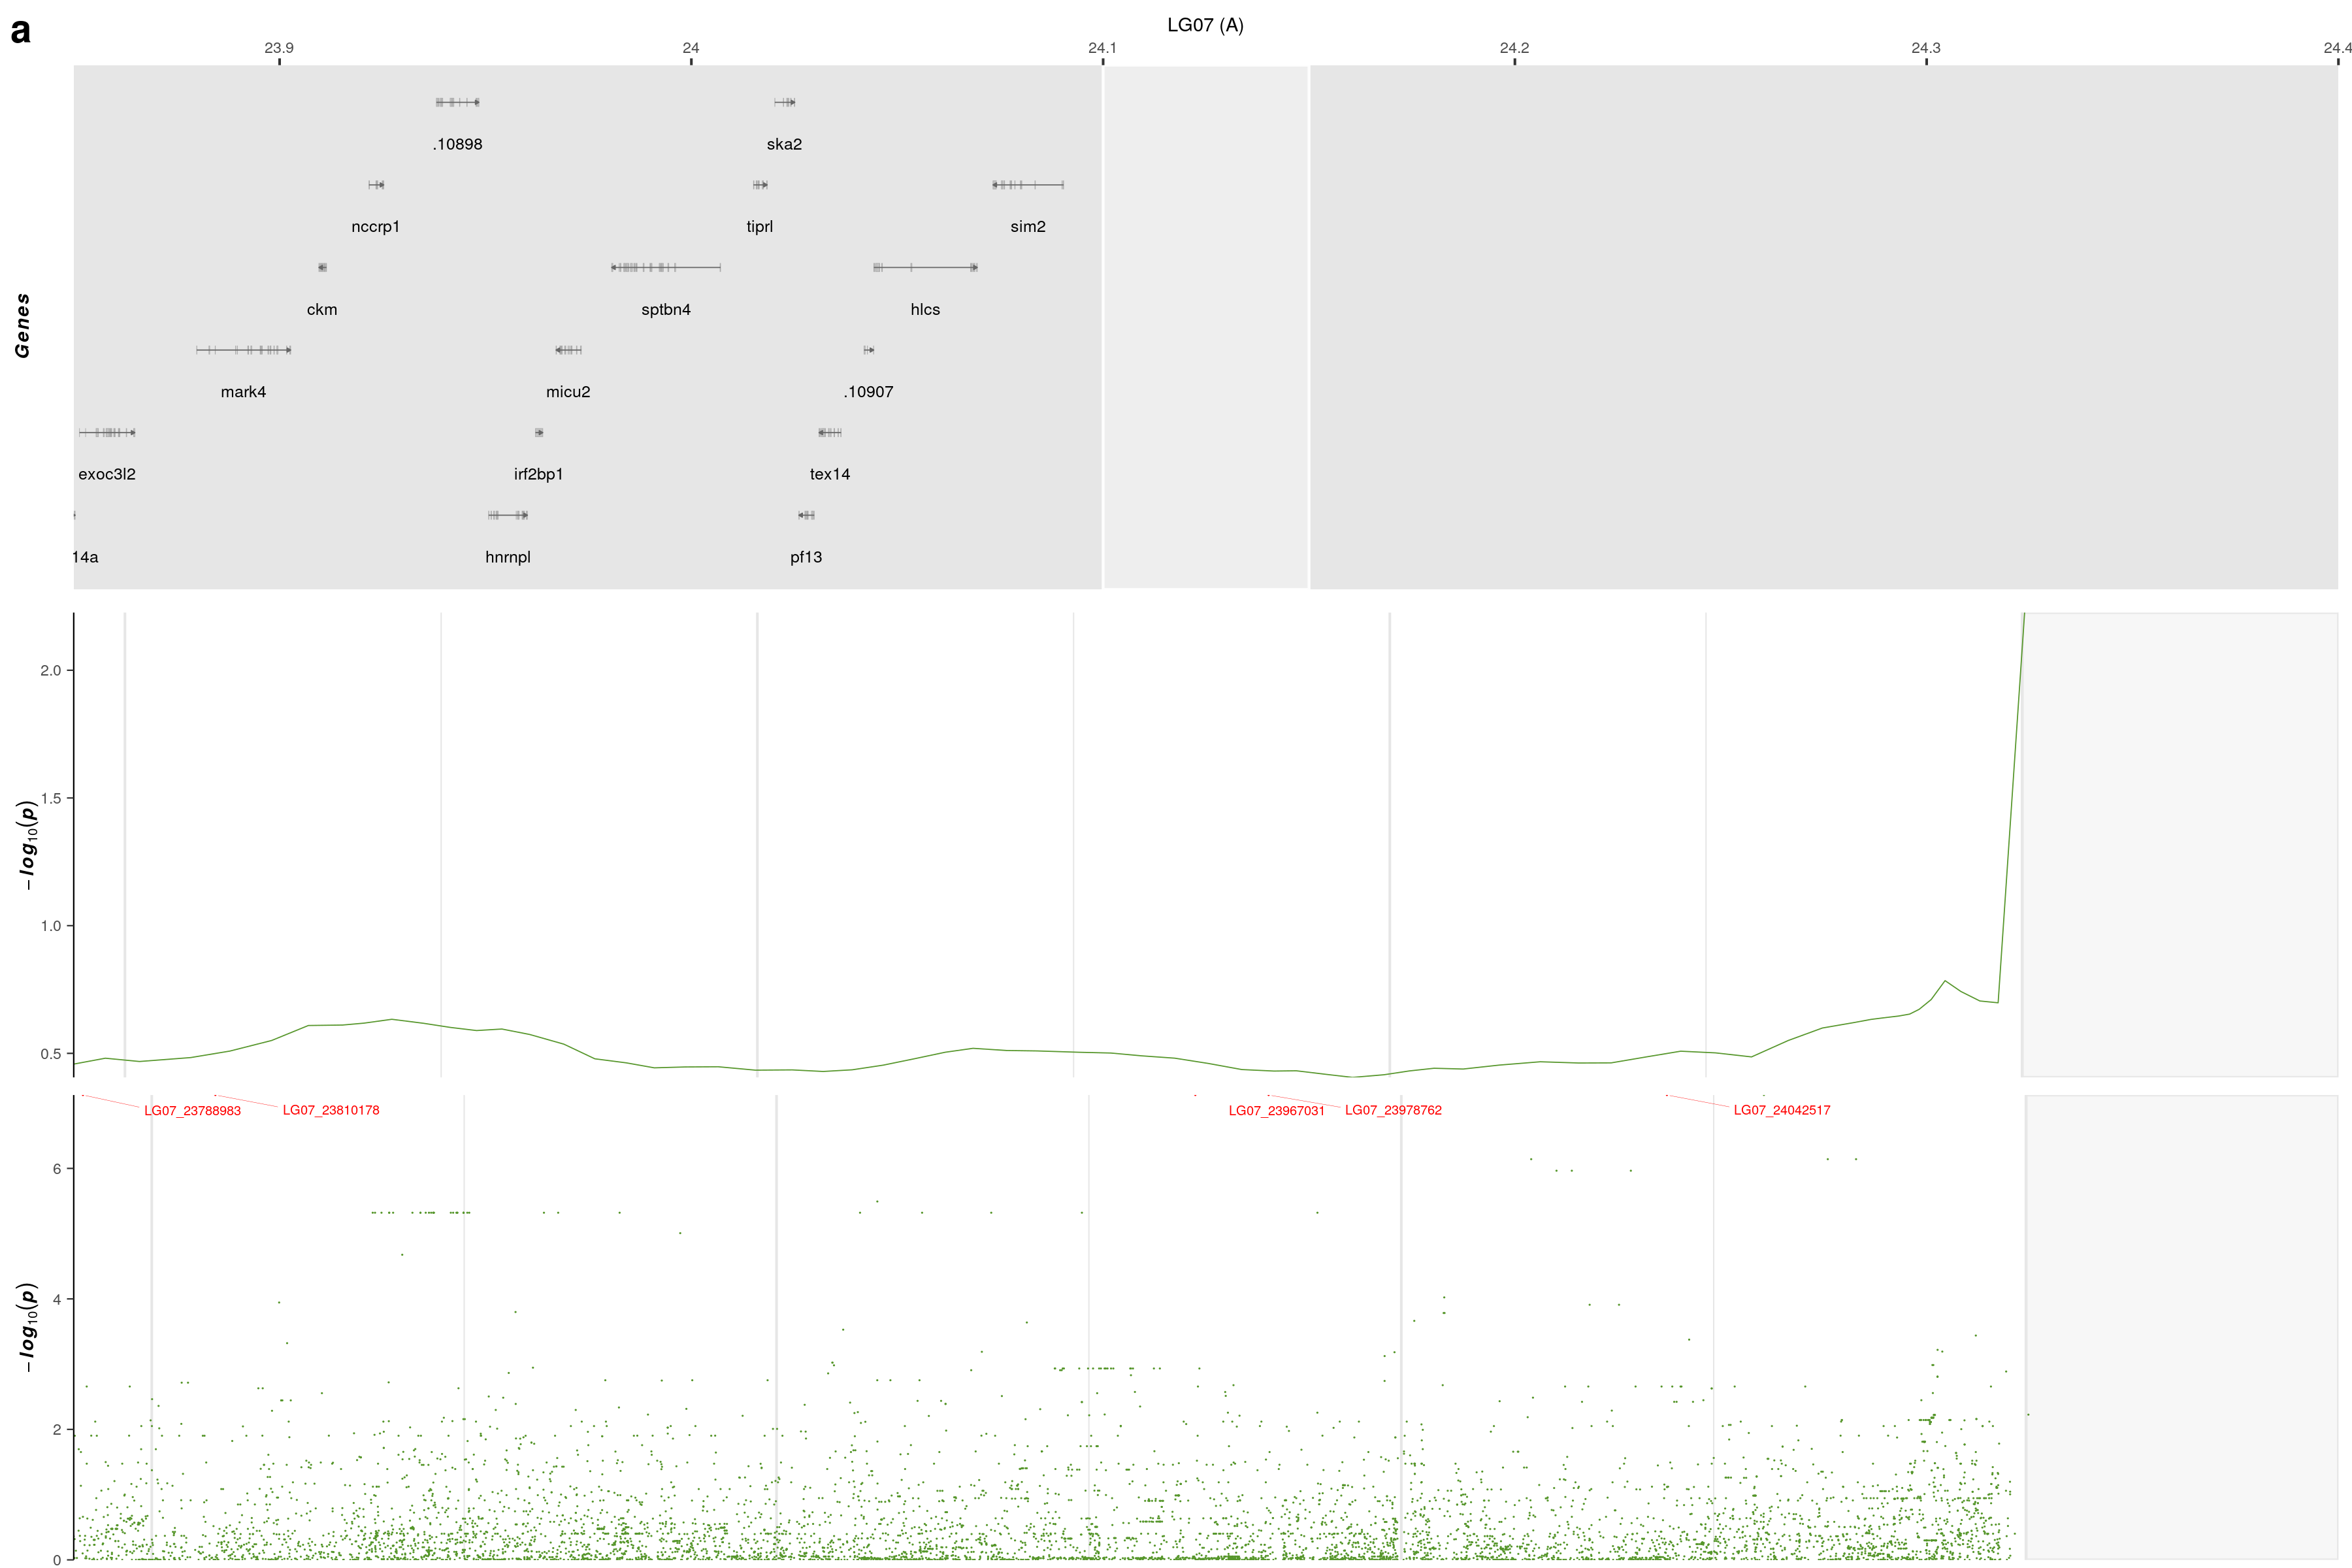 a
LG07 (A)
23.9 24 24.1 24.2 24.3 24.4
Genes
.10898 ska2
nccrp1 tiprl sim2
ckm sptbn4 hlcs
mark4 micu2 .10907
exoc3l2 irf2bp1 tex14
14a hnrnpl pf13
−log10(p)
2.0
1.5
1.0
0.5
LG07_23788983 LG07_23810178 LG07_23967031 LG07_23978762 LG07_24042517
−log10(p)
6
4
2
0